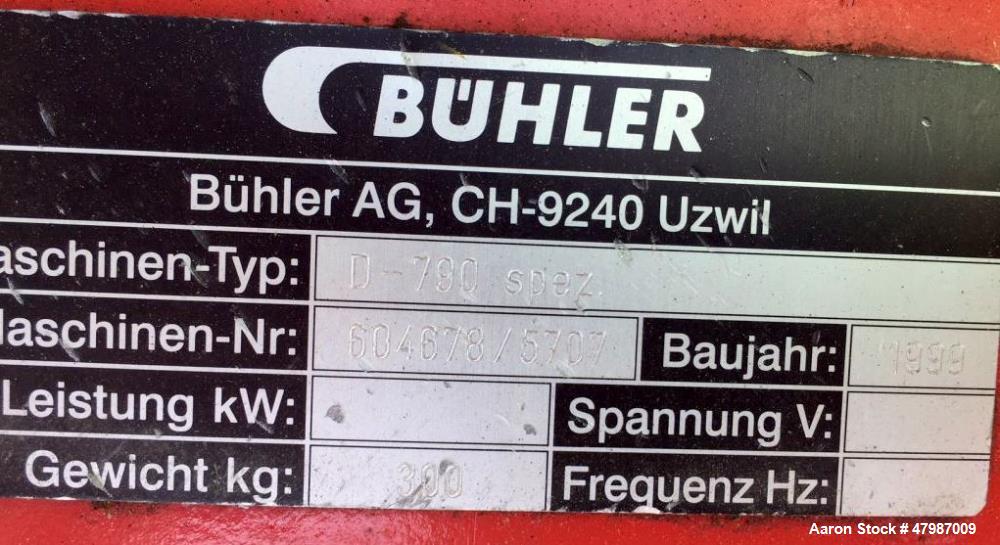 BÜHLER
Bühler AG, CH-9240 Uzwil
aschinen-Typ: D-790 spez.
Maschinen-Nr: 604678/5707 Baujahr: 1999
Leistung kW: Spannung V:
Gewicht kg: 300 Frequenz Hz:
Aaron Stock # 47987009